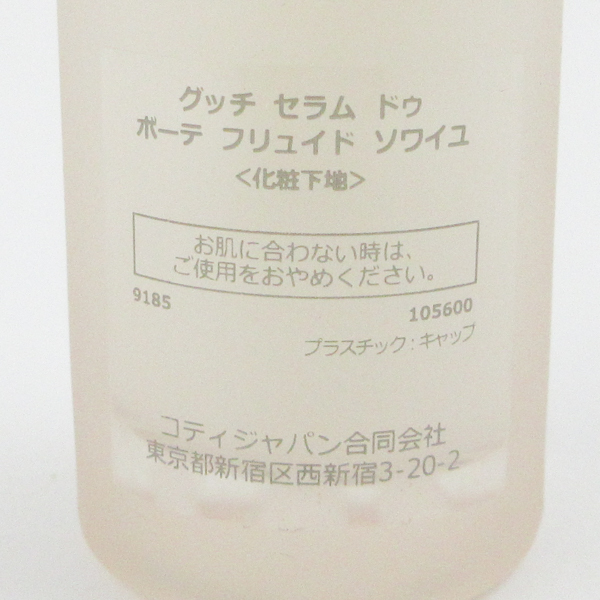 グッチ セラム ドゥ
ボーテ フリュイド ソワイユ
<化粧下地>
お肌に合わない時は、
ご使用をおやめください。
9185
105600
プラスチック:キャップ
コティジャパン合同会社
東京都新宿区西新宿3-20-2